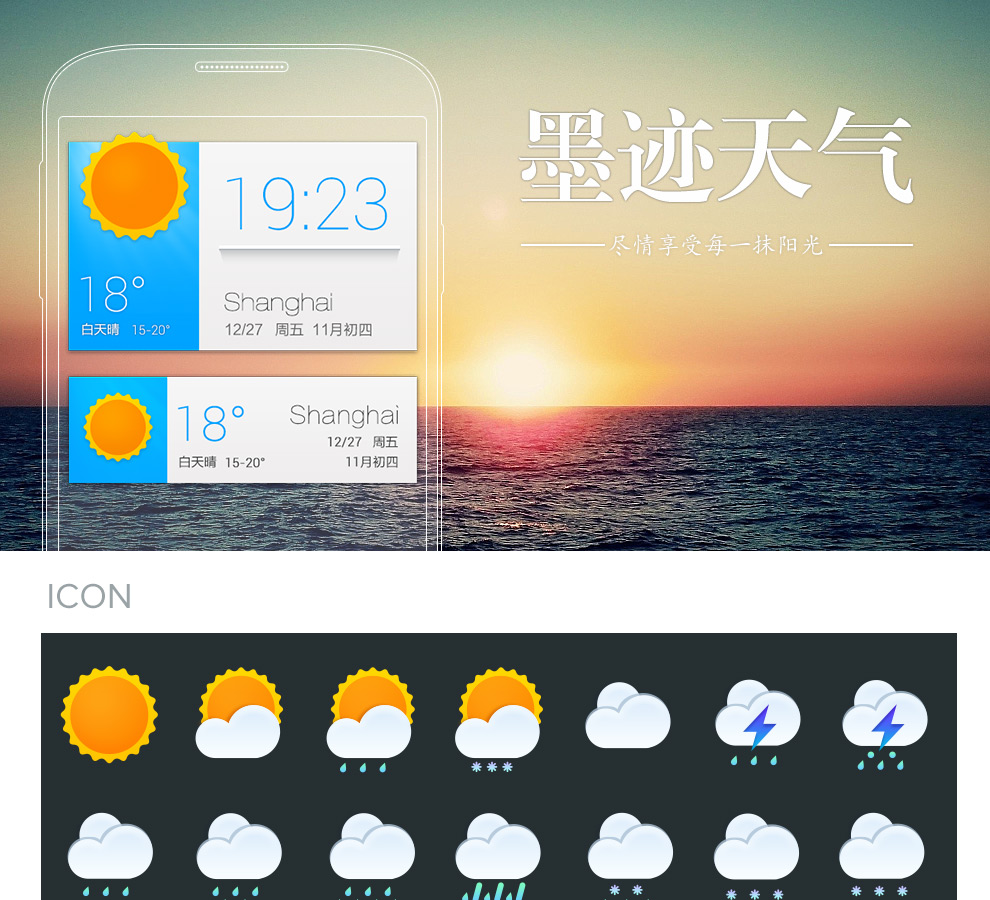 墨迹天气
尽情享受每一抹阳光
19:23
18°
白天晴 15-20°
Shanghai
12/27 周五 11月初四
18°
白天晴 15-20°
Shanghai
12/27 周五
11月初四
ICON